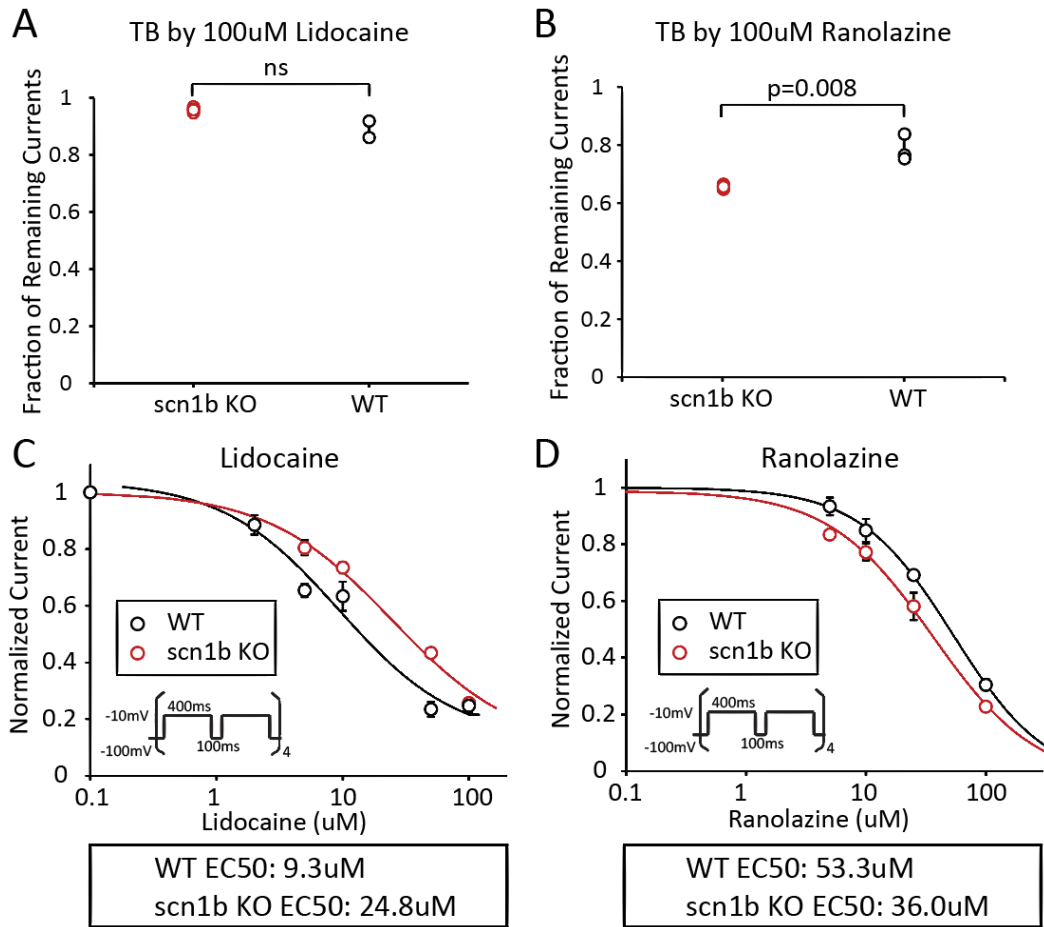 A
TB by 100uM Lidocaine
ns
Fraction of Remaining Currents
1
0.8
0.6
0.4
0.2
0
scn1b KO
WT
B
TB by 100uM Ranolazine
p=0.008
Fraction of Remaining Currents
1
0.8
0.6
0.4
0.2
0
scn1b KO
WT
C
Lidocaine
Normalized Current
1
0.8
0.6
0.4
0.2
0
WT
scn1b KO
400ms
-10mV
-100mV
100ms
4
0.1
1
10
100
Lidocaine (uM)
WT EC50: 9.3uM
scn1b KO EC50: 24.8uM
D
Ranolazine
Normalized Current
1
0.8
0.6
0.4
0.2
0
WT
scn1b KO
400ms
-10mV
-100mV
100ms
4
0.1
1
10
100
Ranolazine (uM)
WT EC50: 53.3uM
scn1b KO EC50: 36.0uM